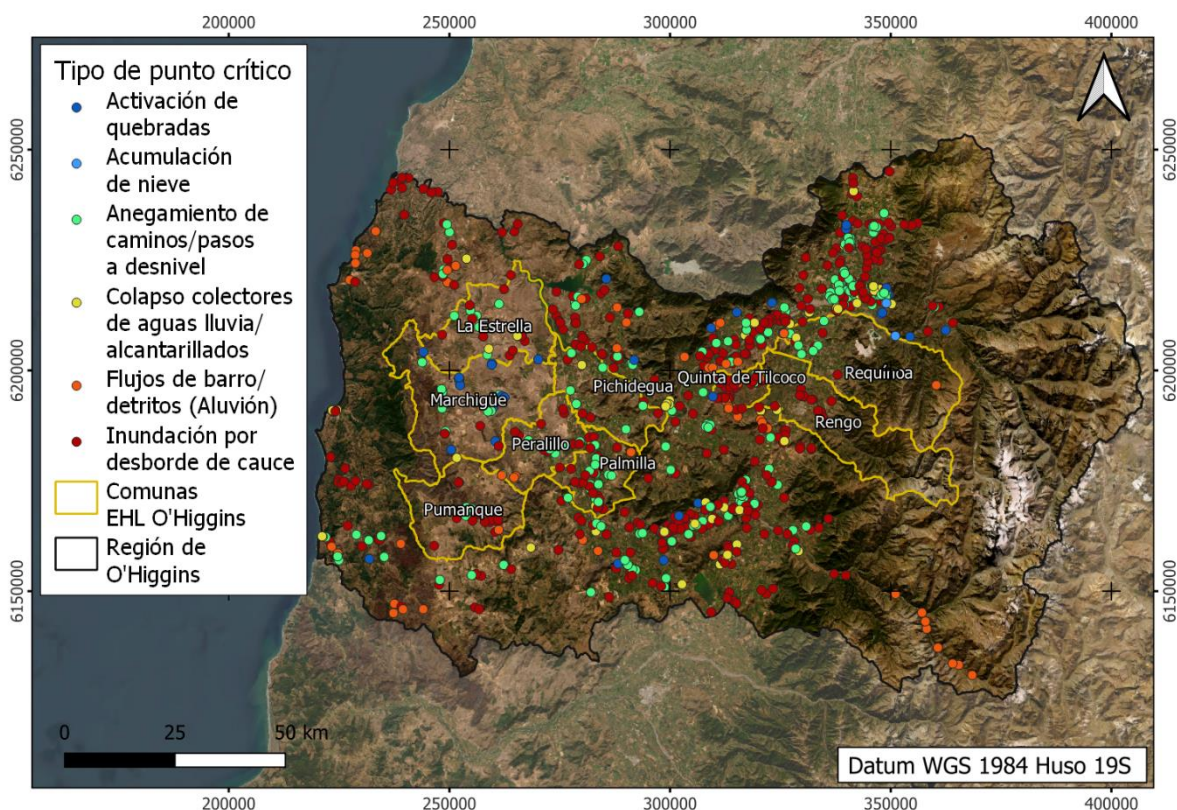 200000 250000 300000 350000 400000
Tipo de punto crítico
Activación de
quebradas
Acumulación
de nieve
Anegamiento de
caminos/pasos
a desnivel
Colapso colectores
de aguas lluvia/
alcantarillados
Flujos de barro/
detritos (Aluvión)
Inundación por
desborde de cauce
Comunas
EHL O'Higgins
Región de
O'Higgins
6250000
6200000
6150000
La Estrella
Marchigüe
Pichidegua
Quinta de Tilcoco
Requínoa
Rengo
Peralillo
Palmilla
Pumanque
6250000
6200000
6150000
0 25 50 km
Datum WGS 1984 Huso 19S
200000 250000 300000 350000 400000